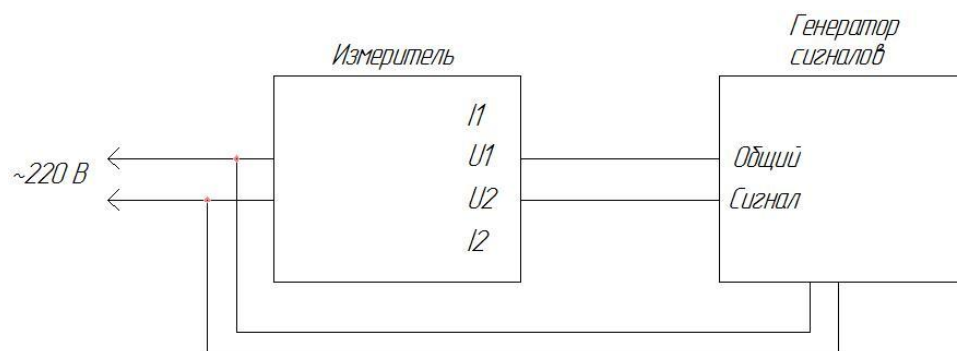 Генератор
сигналов
Измеритель
I1
U1
U2
I2
~220 В
Общий
Сигнал